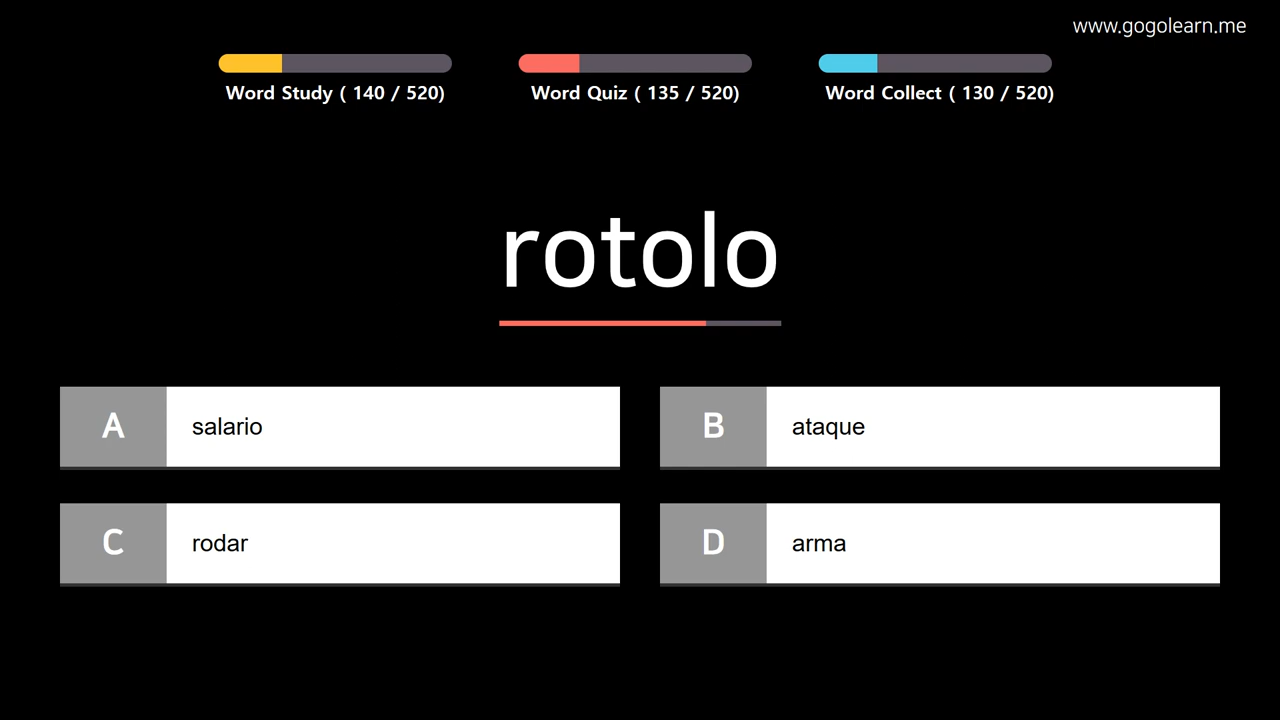 www.gogolearn.me
Word Study ( 140 / 520)
Word Quiz ( 135 / 520)
Word Collect ( 130 / 520)
rotolo
A salario
B ataque
C rodar
D arma